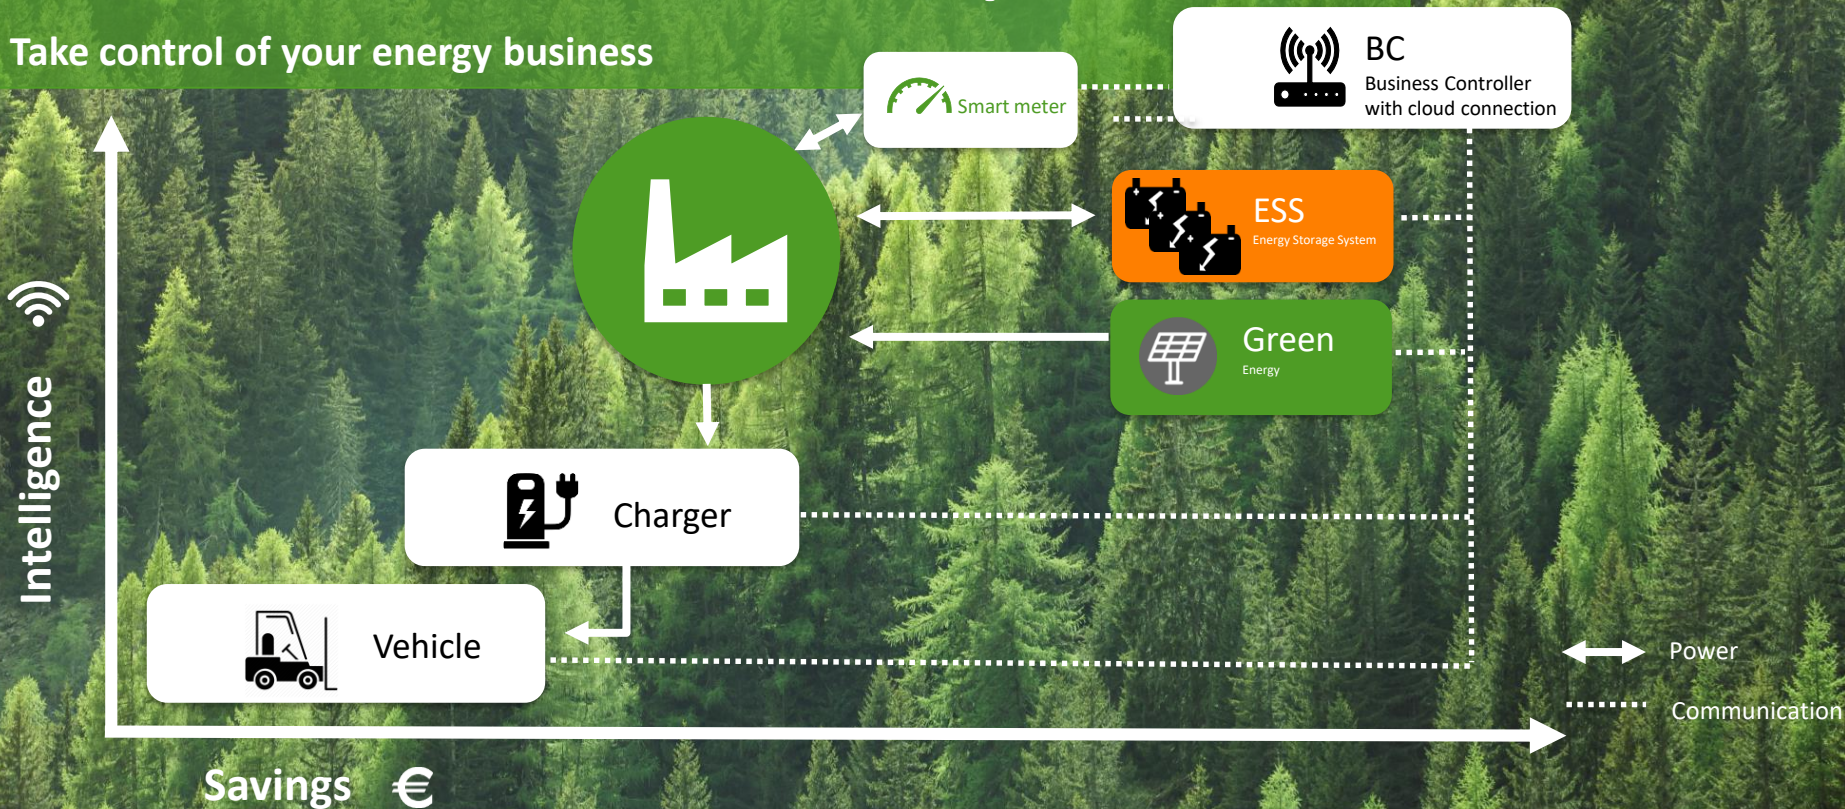 Take control of your energy business
BC
Business Controller
with cloud connection
Smart meter
ESS
Energy Storage System
Green
Energy
Intelligence
Charger
Vehicle
Power
Communication
Savings €